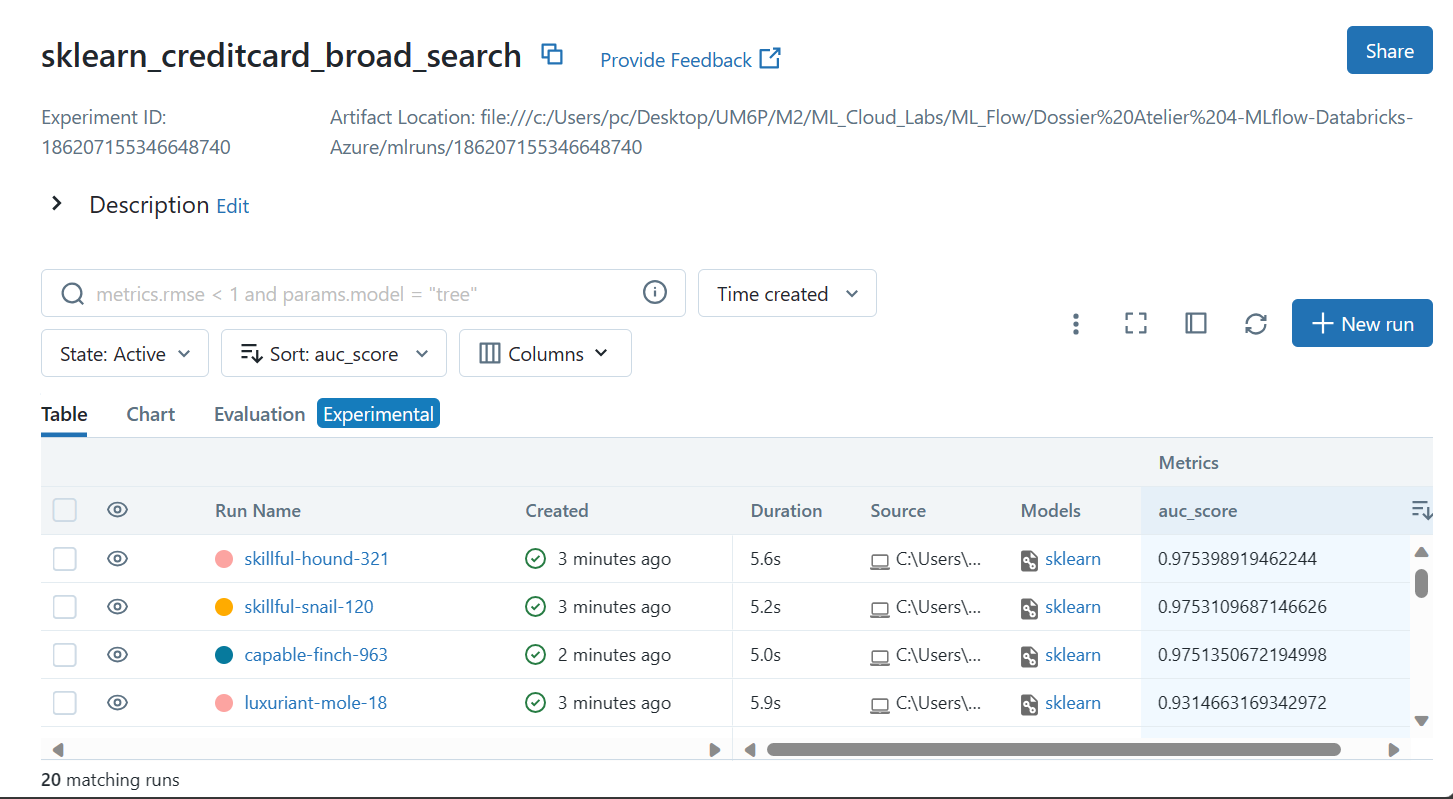 sklearn_creditcard_broad_search
Provide Feedback
Share
Experiment ID:
186207155346648740
Artifact Location: file:///c:/Users/pc/Desktop/UM6P/M2/ML_Cloud_Labs/ML_Flow/Dossier%20Atelier%204-MLflow-Databricks-
Azure/mlruns/186207155346648740
Description Edit
metrics.rmse < 1 and params.model = "tree"
Time created
New run
State: Active
Sort: auc_score
Columns
Table Chart Evaluation Experimental
Metrics
Run Name Created Duration Source Models auc_score
skillful-hound-321 3 minutes ago 5.6s C:\Users\... sklearn 0.975398919462244
skillful-snail-120 3 minutes ago 5.2s C:\Users\... sklearn 0.9753109687146626
capable-finch-963 2 minutes ago 5.0s C:\Users\... sklearn 0.9751350672194998
luxuriant-mole-18 3 minutes ago 5.9s C:\Users\... sklearn 0.9314663169342972
20 matching runs